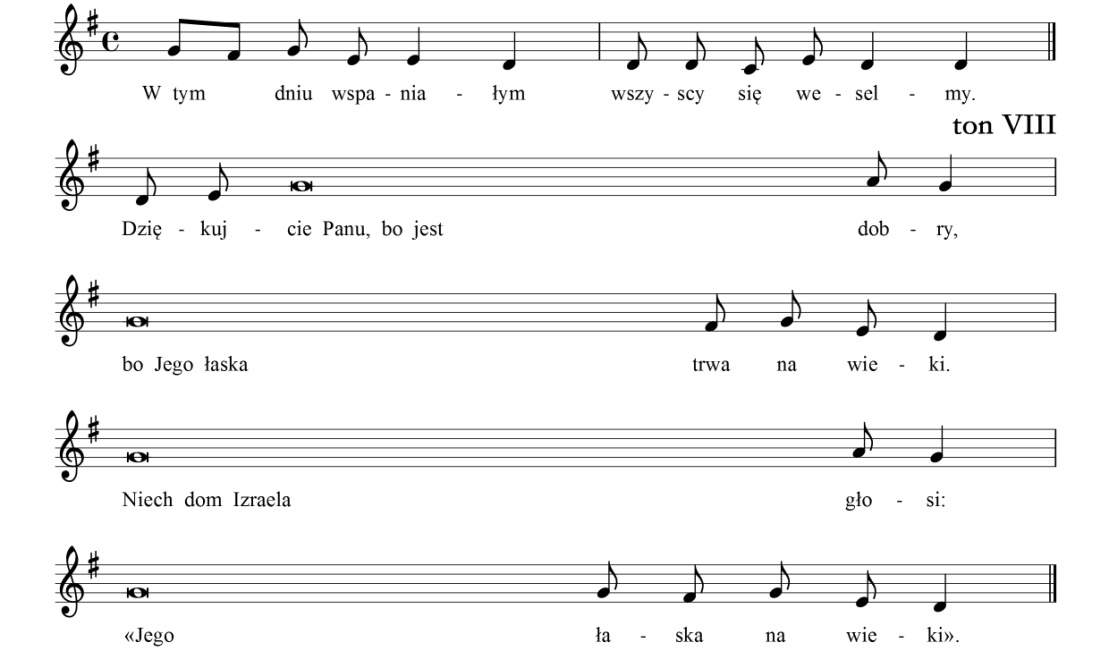 W tym dniu wspa - nia - łym wszy - scy się we - sel - my.
ton VIII
Dzię - kuj - cie Panu, bo jest dob - ry,
bo Jego łaska trwa na wie - ki.
Niech dom Izraela gło - si:
«Jego ła - ska na wie - ki».